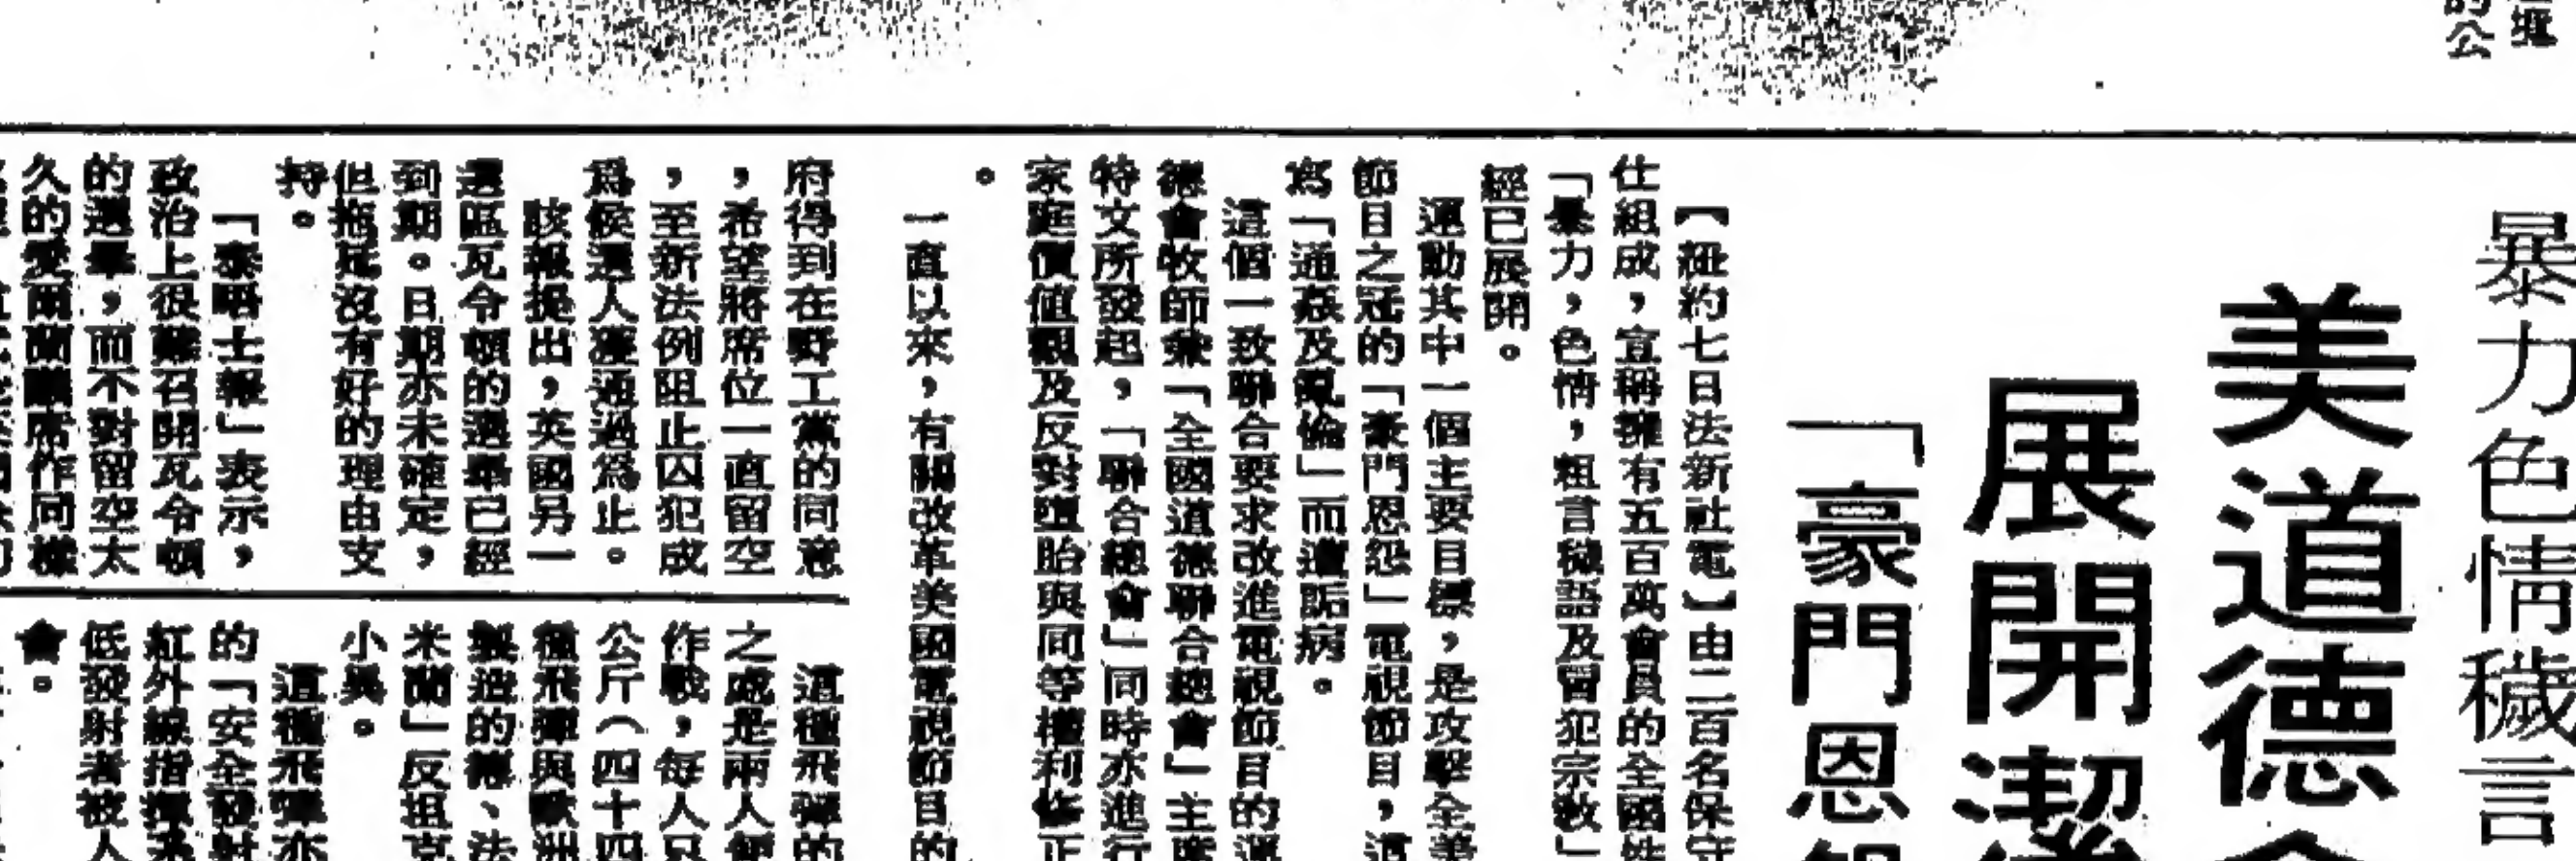 暴力色情穢言
美道德會
展開潔
「豪門恩怨
【紐約七日法新社電】由二百名保守
仕組成，宣稱擁有五百萬會員的全國性
「暴力，色情，粗言穢語及冒犯宗教」
經已展開。
運動其中一個主要目標，是攻擊全美
節目之冠的「豪門恩怨」電視節目，這
寫「通姦及亂倫」而遭詬病。
這個一致聯合要求改進電視節目的運
德會牧師兼「全國道德聯合總會」主席
特文所發起，「聯合總會」同時亦進行
家庭價值觀及反對墮胎與同等權利修正
。
一直以來，有關改革美國電視節目的
府得到在野工黨的同意
，希望將席位一直留空
，至新法例阻止囚犯成
爲侯選人獲通過爲止。
該報提出，英國另一
選區瓦令頓的選舉已經
到期。日期亦未確定，
但拖延沒有好的理由支
持。
「泰晤士報」表示，
政治上很難召開瓦令頓
的選舉，而不對留空太
久的愛爾蘭議席作同樣
這種飛彈的
之處是兩人便
作戰，每人只
公斤（四十四
種飛彈與歐洲
製造的德、法
米蘭」反坦克
小異。
這種飛彈亦
的「安全發射
紅外線指揮系
低發射者被人
會。